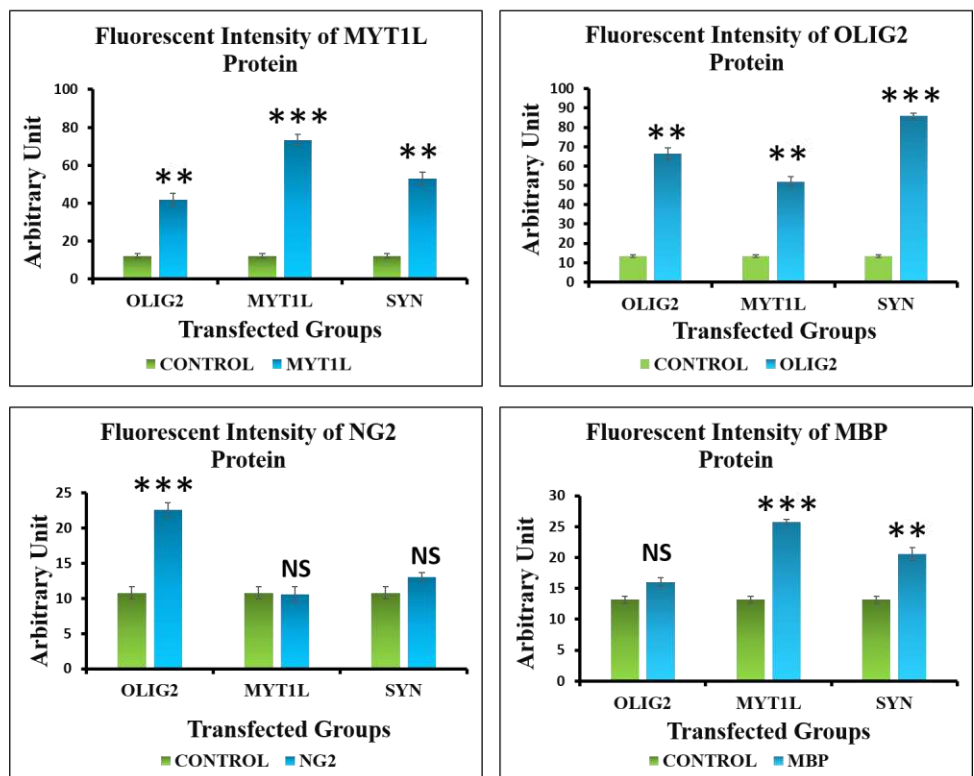 Fluorescent Intensity of MYT1L
Protein
Arbitrary Unit
100
80
60
40
20
0
**
***
**
OLIG2 MYT1L SYN
Transfected Groups
CONTROL MYT1L
Fluorescent Intensity of OLIG2
Protein
Arbitrary Unit
100
90
80
70
60
50
40
30
20
10
0
**
**
***
OLIG2 MYT1L SYN
Transfected Groups
CONTROL OLIG2
Fluorescent Intensity of NG2
Protein
Arbitrary Unit
25
20
15
10
5
0
***
NS
NS
OLIG2 MYT1L SYN
Transfected Groups
CONTROL NG2
Fluorescent Intensity of MBP
Protein
Arbitrary Unit
30
25
20
15
10
5
0
NS
***
**
OLIG2 MYT1L SYN
Transfected Groups
CONTROL MBP